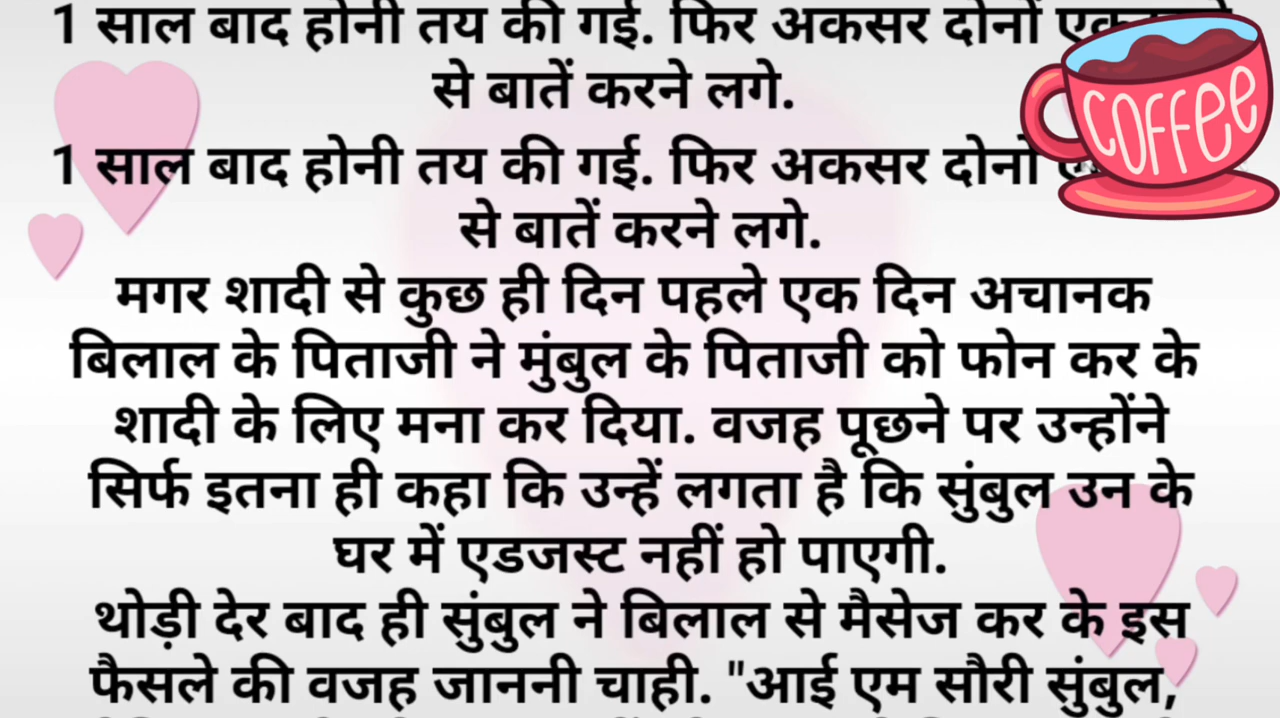 1 साल बाद होनी तय की गई. फिर अकसर दोनों
से बातें करने लगे.
1 साल बाद होनी तय की गई. फिर अकसर दोनों
से बातें करने लगे.
मगर शादी से कुछ ही दिन पहले एक दिन अचानक
बिलाल के पिताजी ने मुंबुल के पिताजी को फोन कर के
शादी के लिए मना कर दिया. वजह पूछने पर उन्होंने
सिर्फ इतना ही कहा कि उन्हें लगता है कि सुंबुल उन के
घर में एडजस्ट नहीं हो पाएगी.
थोड़ी देर बाद ही सुंबुल ने बिलाल से मैसेज कर के इस
फैसले की वजह जाननी चाही. "आई एम सौरी सुंबुल,
COFFEE